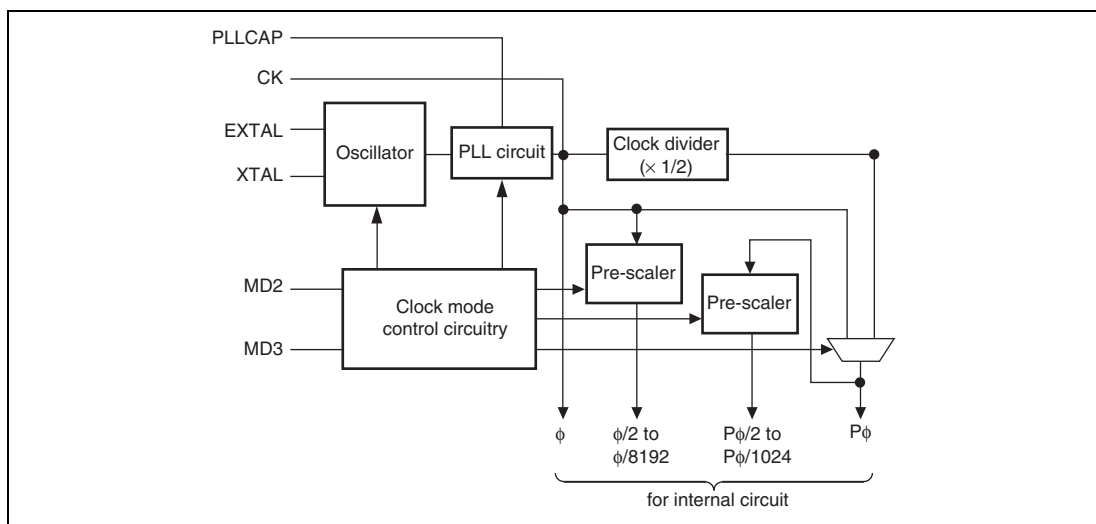 PLLCAP
CK
EXTAL
XTAL
Oscillator
PLL circuit
Clock divider
(× 1/2)
MD2
MD3
Clock mode
control circuitry
Pre-scaler
Pre-scaler
ϕ
ϕ/2 to
ϕ/8192
Pϕ/2 to
Pϕ/1024
Pϕ
for internal circuit